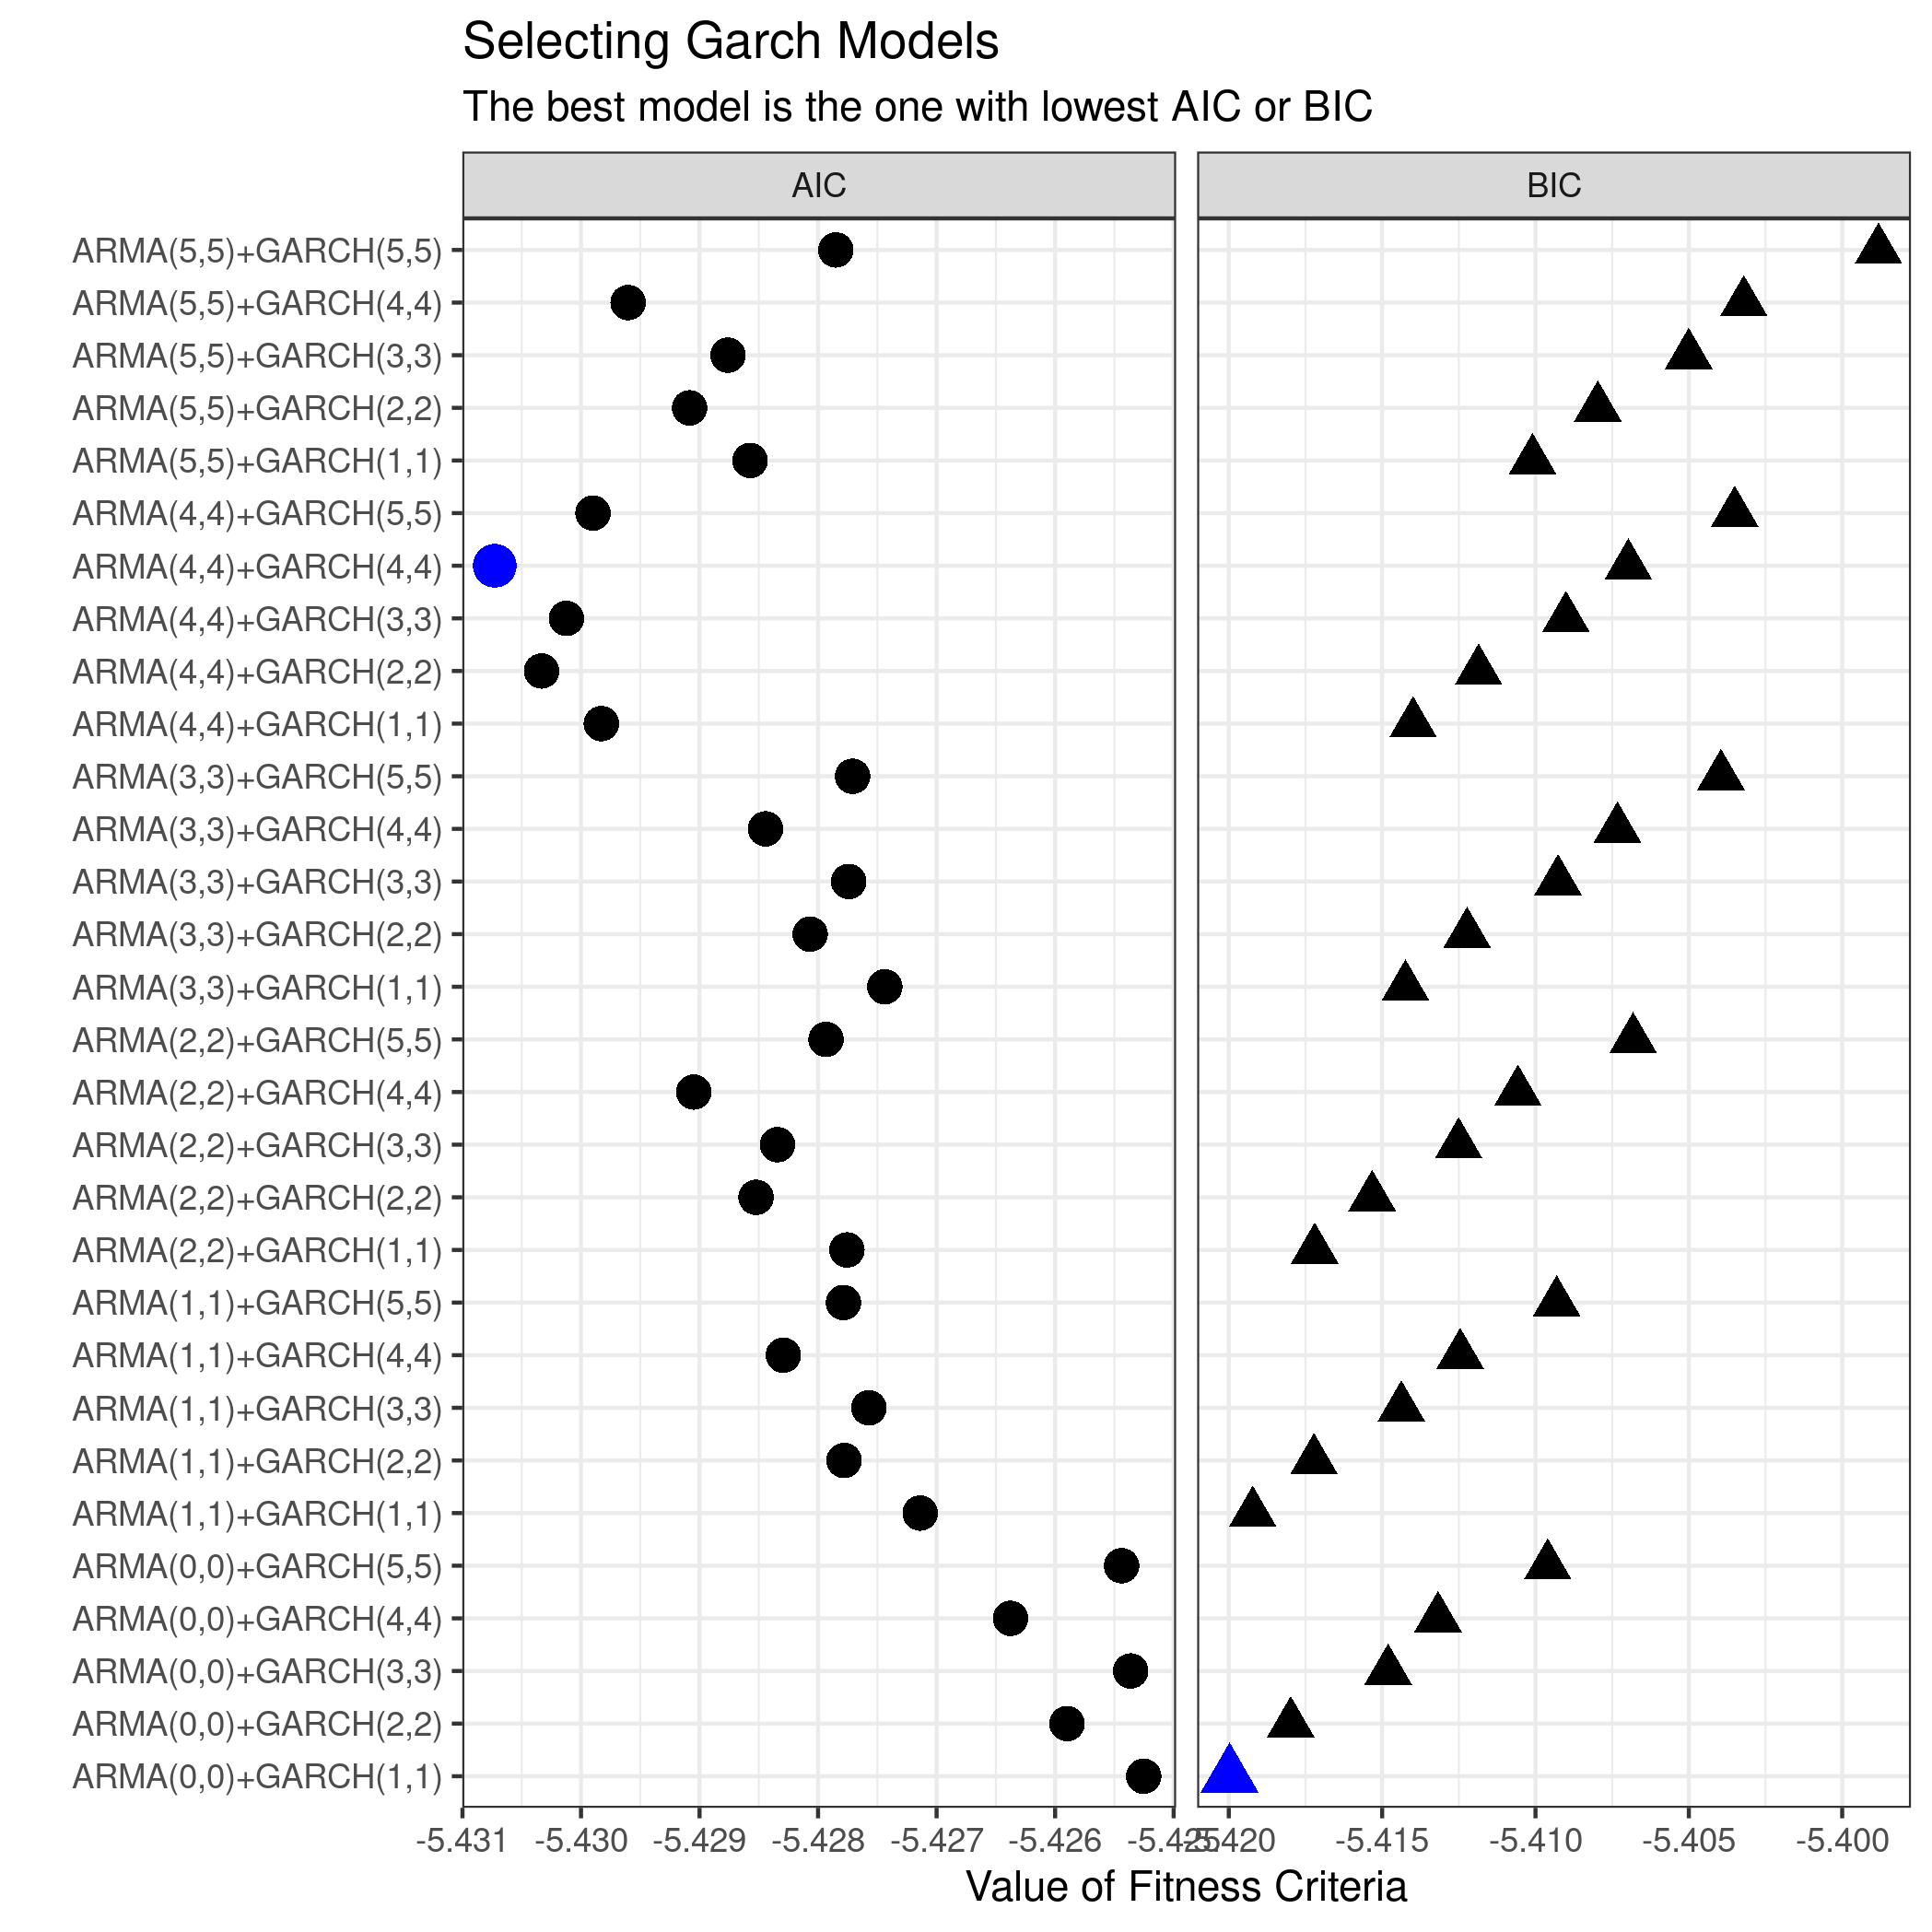 Selecting Garch Models
The best model is the one with lowest AIC or BIC
AIC
BIC
ARMA(5,5)+GARCH(5,5)
ARMA(5,5)+GARCH(4,4)
ARMA(5,5)+GARCH(3,3)
ARMA(5,5)+GARCH(2,2)
ARMA(5,5)+GARCH(1,1)
ARMA(4,4)+GARCH(5,5)
ARMA(4,4)+GARCH(4,4)
ARMA(4,4)+GARCH(3,3)
ARMA(4,4)+GARCH(2,2)
ARMA(4,4)+GARCH(1,1)
ARMA(3,3)+GARCH(5,5)
ARMA(3,3)+GARCH(4,4)
ARMA(3,3)+GARCH(3,3)
ARMA(3,3)+GARCH(2,2)
ARMA(3,3)+GARCH(1,1)
ARMA(2,2)+GARCH(5,5)
ARMA(2,2)+GARCH(4,4)
ARMA(2,2)+GARCH(3,3)
ARMA(2,2)+GARCH(2,2)
ARMA(2,2)+GARCH(1,1)
ARMA(1,1)+GARCH(5,5)
ARMA(1,1)+GARCH(4,4)
ARMA(1,1)+GARCH(3,3)
ARMA(1,1)+GARCH(2,2)
ARMA(1,1)+GARCH(1,1)
ARMA(0,0)+GARCH(5,5)
ARMA(0,0)+GARCH(4,4)
ARMA(0,0)+GARCH(3,3)
ARMA(0,0)+GARCH(2,2)
ARMA(0,0)+GARCH(1,1)
-5.431 -5.430 -5.429 -5.428 -5.427 -5.426 -5.425 -5.420 -5.415 -5.410 -5.405 -5.400
Value of Fitness Criteria